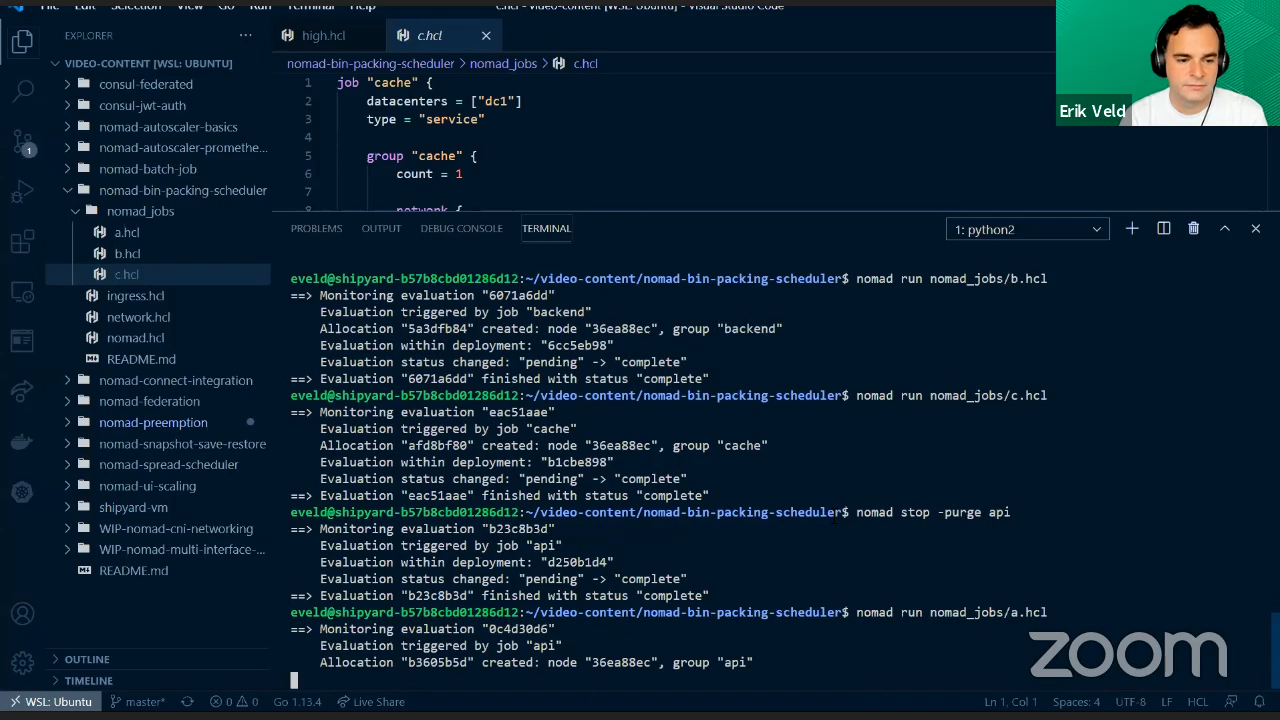 File Edit Selection View Go Run Terminal Help
c.hcl - video-content [WSL: Ubuntu] - Visual Studio Code
EXPLORER
···
high.hcl
c.hcl
VIDEO-CONTENT [WSL: UBUNTU]
consul-federated
consul-jwt-auth
nomad-autoscaler-basics
nomad-autoscaler-promethe...
nomad-batch-job
nomad-bin-packing-scheduler
nomad_jobs
a.hcl
b.hcl
c.hcl
ingress.hcl
network.hcl
nomad.hcl
README.md
nomad-connect-integration
nomad-federation
nomad-preemption
nomad-snapshot-save-restore
nomad-spread-scheduler
nomad-ui-scaling
shipyard-vm
WIP-nomad-cni-networking
WIP-nomad-multi-interface-...
README.md
OUTLINE
TIMELINE
1
nomad-bin-packing-scheduler > nomad_jobs > c.hcl
1 job "cache" {
2 datacenters = ["dc1"]
3 type = "service"
4
5 group "cache" {
6 count = 1
7
8 network {
Erik Veld
PROBLEMS OUTPUT DEBUG CONSOLE TERMINAL
1: python2
eveld@shipyard-b57b8cbd01286d12:~/video-content/nomad-bin-packing-scheduler$ nomad run nomad_jobs/b.hcl
==> Monitoring evaluation "6071a6dd"
Evaluation triggered by job "backend"
Allocation "5a3dfb84" created: node "36ea88ec", group "backend"
Evaluation within deployment: "6cc5eb98"
Evaluation status changed: "pending" -> "complete"
==> Evaluation "6071a6dd" finished with status "complete"
eveld@shipyard-b57b8cbd01286d12:~/video-content/nomad-bin-packing-scheduler$ nomad run nomad_jobs/c.hcl
==> Monitoring evaluation "eac51aae"
Evaluation triggered by job "cache"
Allocation "afd8bf80" created: node "36ea88ec", group "cache"
Evaluation within deployment: "b1cbe898"
Evaluation status changed: "pending" -> "complete"
==> Evaluation "eac51aae" finished with status "complete"
eveld@shipyard-b57b8cbd01286d12:~/video-content/nomad-bin-packing-scheduler$ nomad stop -purge api
==> Monitoring evaluation "b23c8b3d"
Evaluation triggered by job "api"
Evaluation within deployment: "d250b1d4"
Evaluation status changed: "pending" -> "complete"
==> Evaluation "b23c8b3d" finished with status "complete"
eveld@shipyard-b57b8cbd01286d12:~/video-content/nomad-bin-packing-scheduler$ nomad run nomad_jobs/a.hcl
==> Monitoring evaluation "0c4d30d6"
Evaluation triggered by job "api"
Allocation "b3605b5d" created: node "36ea88ec", group "api"
zoom
WSL: Ubuntu master* 0 0 Go 1.13.4 Live Share Ln 1, Col 1 Spaces: 4 UTF-8 LF HCL